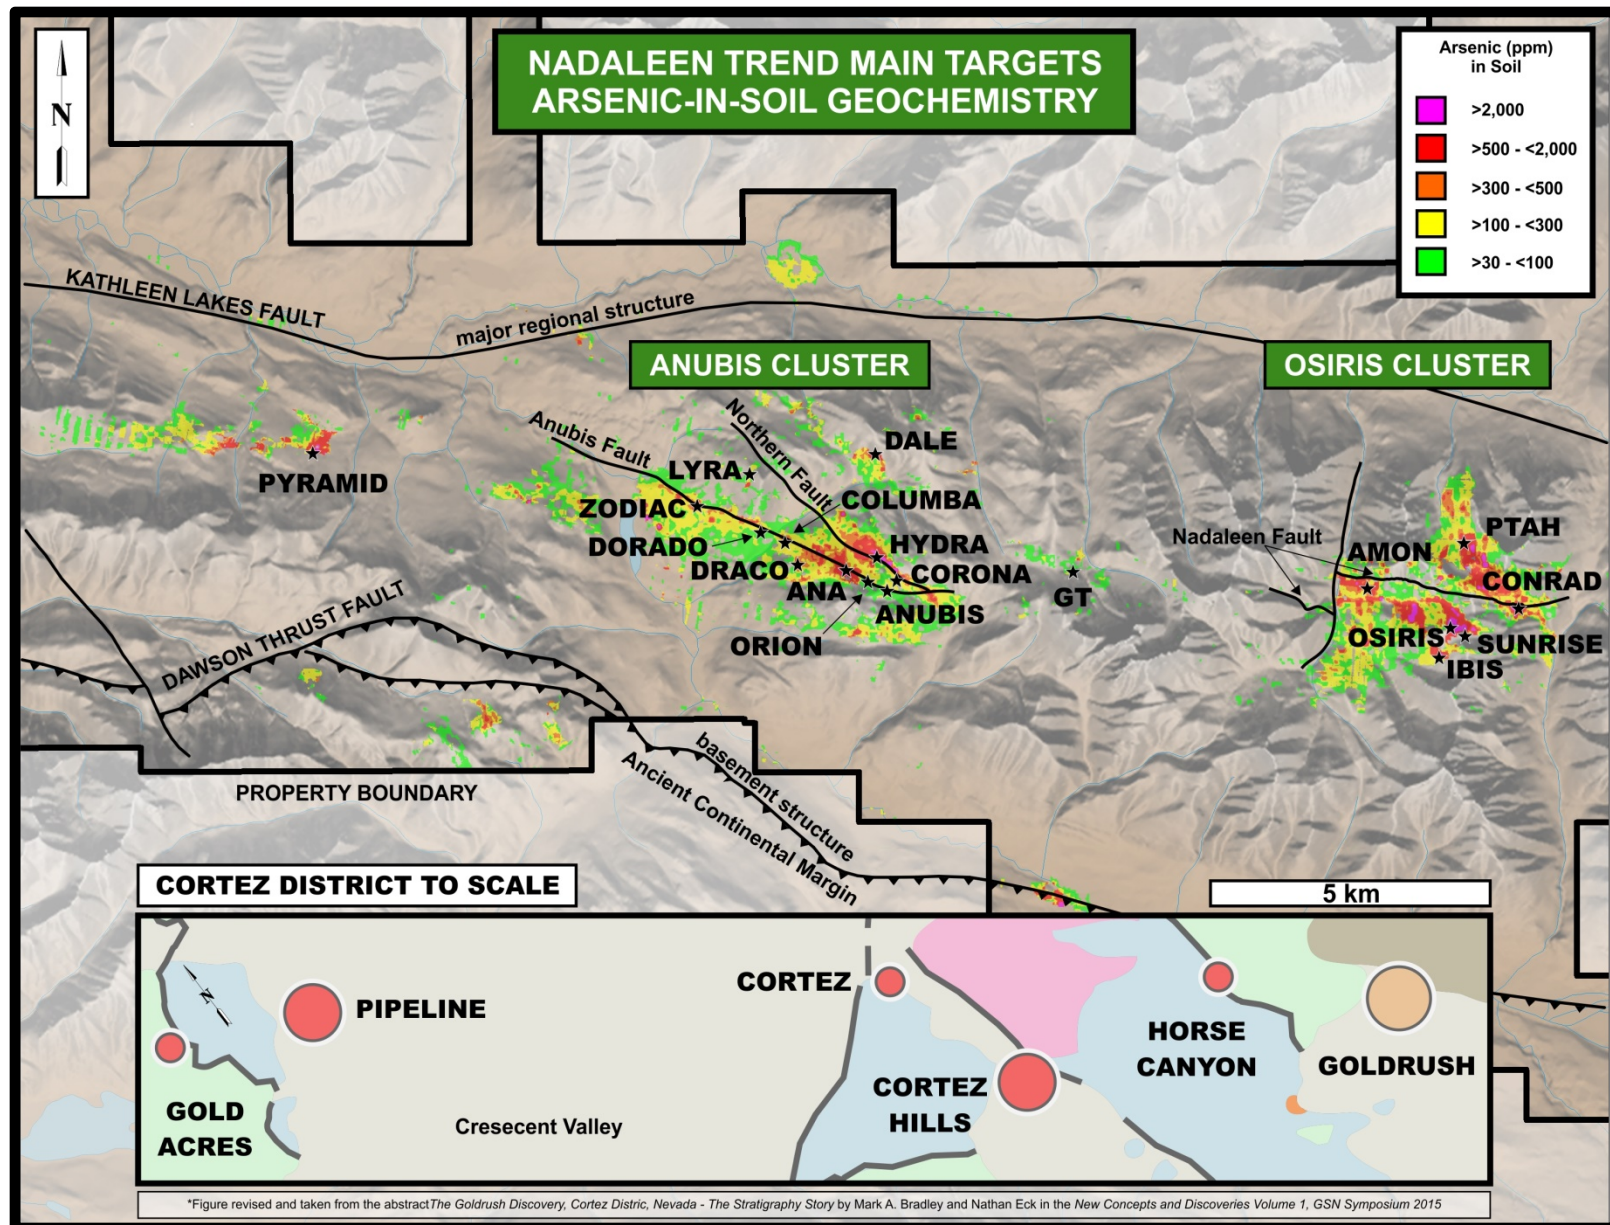 NADALEEN TREND MAIN TARGETS
ARSENIC-IN-SOIL GEOCHEMISTRY
N
Arsenic (ppm)
in Soil
>2,000
>500 - <2,000
>300 - <500
>100 - <300
>30 - <100
KATHLEEN LAKES FAULT
major regional structure
ANUBIS CLUSTER
OSIRIS CLUSTER
Anubis Fault
Northern Fault
DALE
LYRA
PYRAMID
COLUMBA
ZODIAC
DORADO
HYDRA
DRACO
CORONA
ANA
ANUBIS
ORION
GT
Nadaleen Fault
AMON
PTAH
CONRAD
OSIRIS
SUNRISE
IBIS
DAWSON THRUST FAULT
basement structure
Ancient Continental Margin
PROPERTY BOUNDARY
CORTEZ DISTRICT TO SCALE
5 km
N
PIPELINE
CORTEZ
HORSE
CANYON
GOLDRUSH
CORTEZ
HILLS
GOLD
ACRES
Cresecent Valley
*Figure revised and taken from the abstract The Goldrush Discovery, Cortez Distric, Nevada - The Stratigraphy Story by Mark A. Bradley and Nathan Eck in the New Concepts and Discoveries Volume 1, GSN Symposium 2015